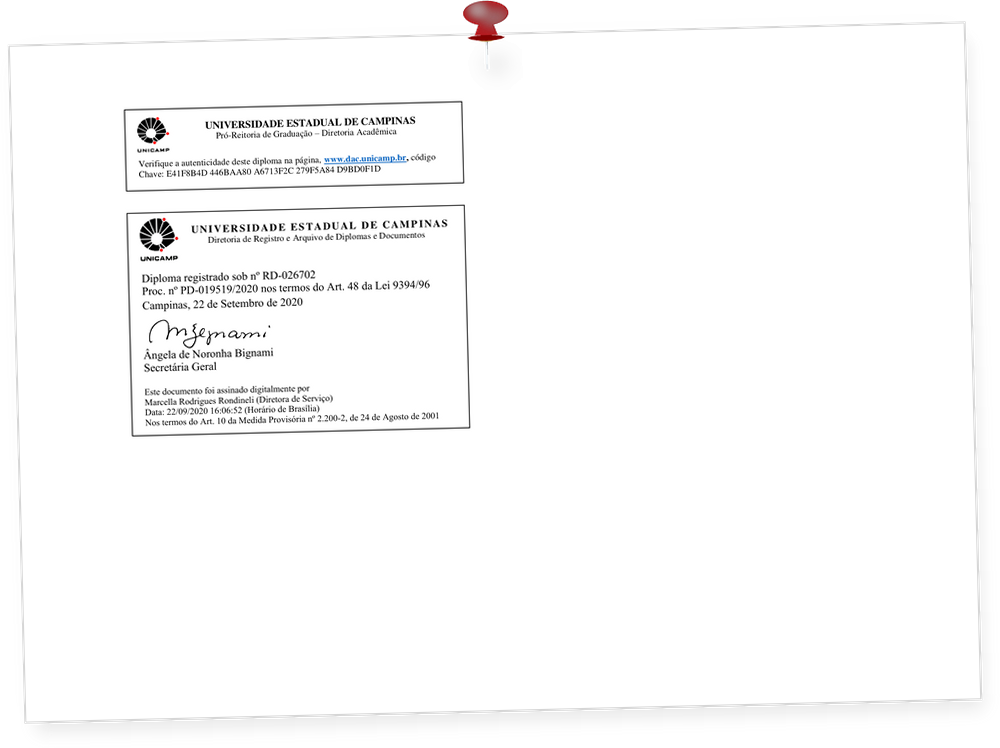 UNICAMP
UNIVERSIDADE ESTADUAL DE CAMPINAS
Pró-Reitoria de Graduação – Diretoria Acadêmica
Verifique a autenticidade deste diploma na página, www.dac.unicamp.br, código
Chave: E41F8B4D 446BAA80 A6713F2C 279F5A84 D9BD0F1D
UNICAMP
UNIVERSIDADE ESTADUAL DE CAMPINAS
Diretoria de Registro e Arquivo de Diplomas e Documentos
Diploma registrado sob nº RD-026702
Proc. nº PD-019519/2020 nos termos do Art. 48 da Lei 9394/96
Campinas, 22 de Setembro de 2020
Ângela de Noronha Bignami
Secretária Geral
Este documento foi assinado digitalmente por
Marcella Rodrigues Rondineli (Diretora de Serviço)
Data: 22/09/2020 16:06:52 (Horário de Brasília)
Nos termos do Art. 10 da Medida Provisória nº 2.200-2, de 24 de Agosto de 2001